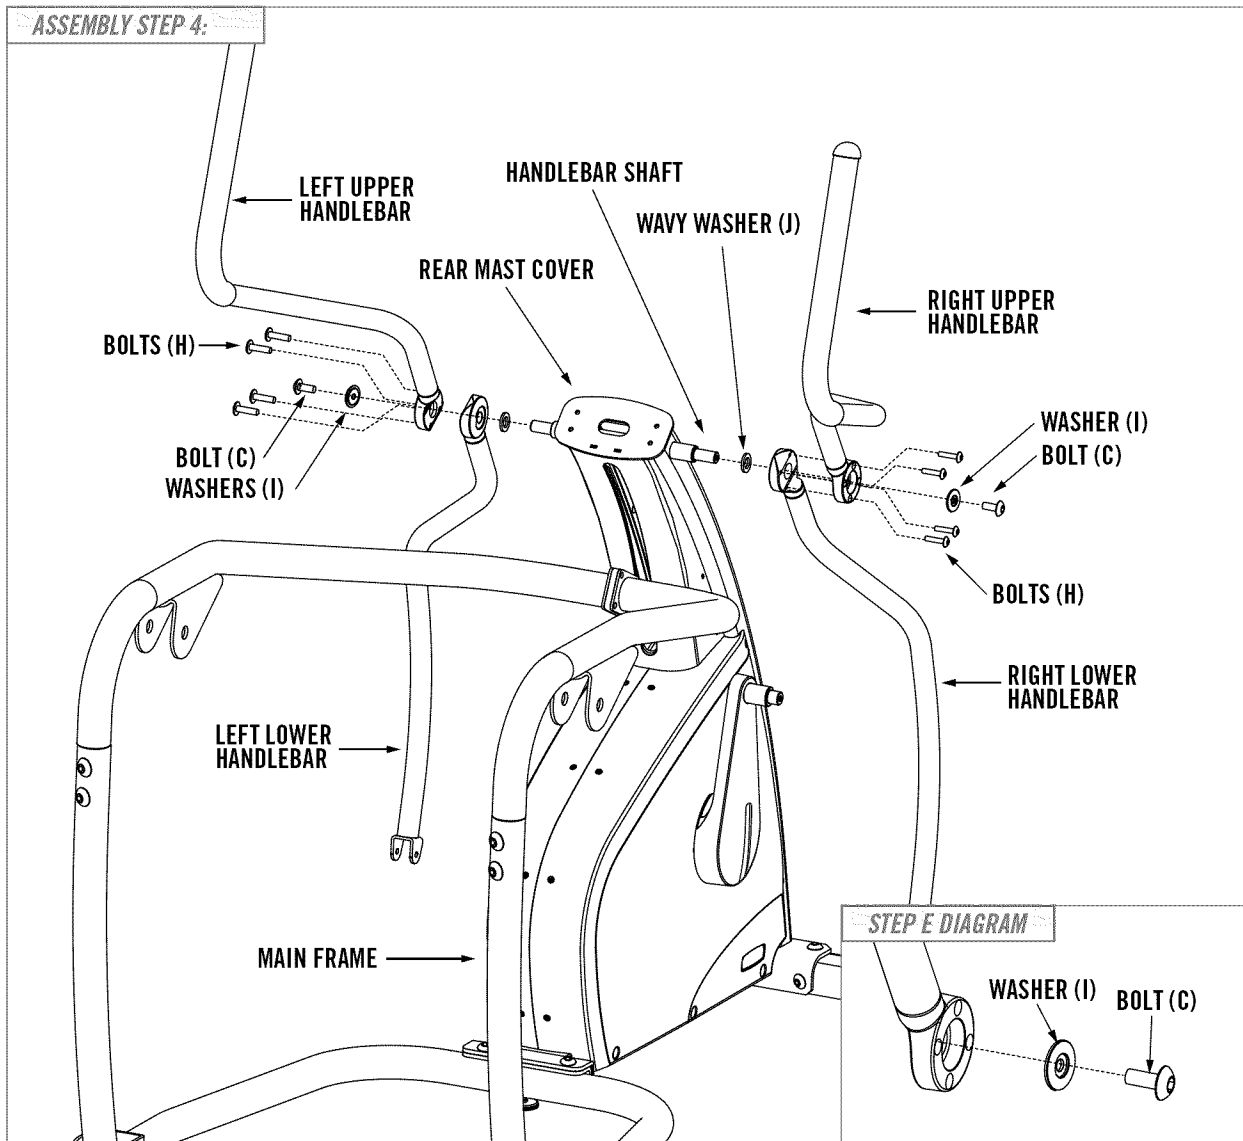 ASSEMBLY STEP 4:
HANDLEBAR SHAFT
LEFT UPPER
HANDLEBAR
WAVY WASHER (J)
REAR MAST COVER
RIGHT UPPER
HANDLEBAR
BOLTS (H)
WASHER (I)
BOLT (C)
BOLT (C)
WASHERS (I)
BOLTS (H)
RIGHT LOWER
HANDLEBAR
LEFT LOWER
HANDLEBAR
MAIN FRAME
STEP E DIAGRAM
WASHER (I)
BOLT (C)